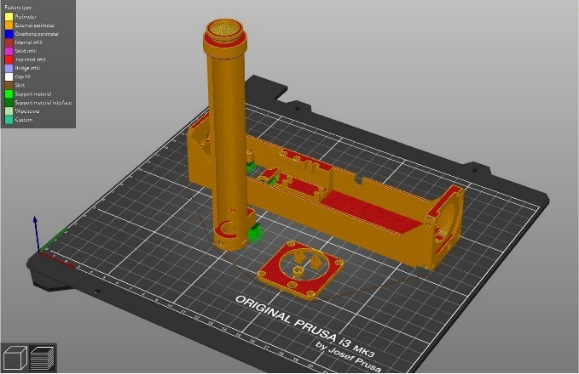 Feature type
Perimeter
External perimeter
Overhang perimeter
Internal infill
Solid infill
Top solid infill
Bridge infill
Gap fill
Skirt
Support material
Support material interface
Wipe tower
Custom
ORIGINAL PRUSA i3 MK3
by Josef Prusa